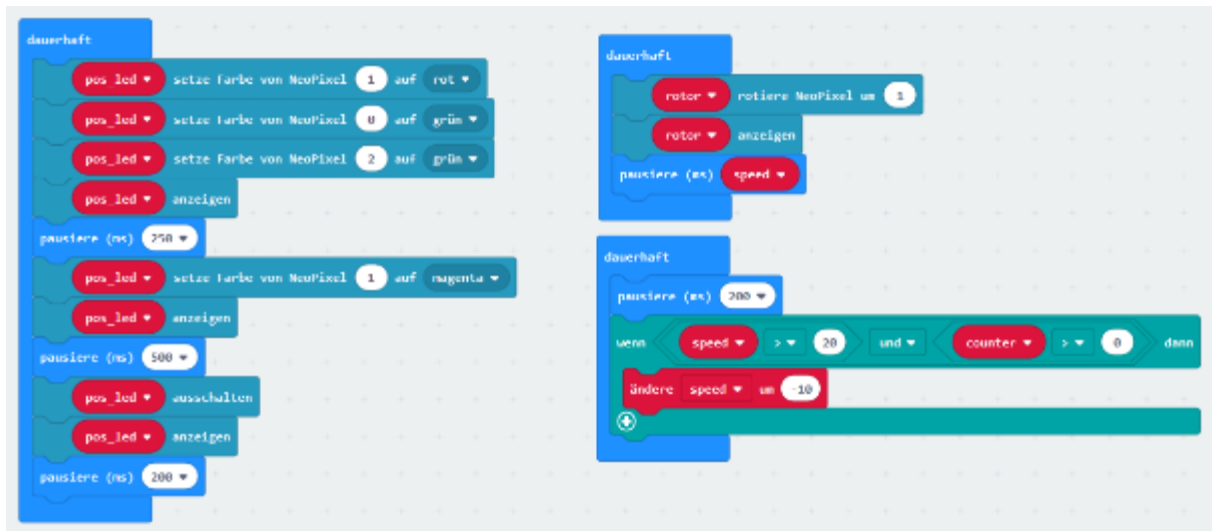 dauerhaft
pos_led setze Farbe von NeoPixel 1 auf rot
pos_led setze Farbe von NeoPixel 0 auf grün
pos_led setze Farbe von NeoPixel 2 auf grün
pos_led anzeigen
pausiere (ms) 250
pos_led setze Farbe von NeoPixel 1 auf magenta
pos_led anzeigen
pausiere (ms) 500
pos_led ausschalten
pos_led anzeigen
pausiere (ms) 200
dauerhaft
rotor rotiere NeoPixel um 1
rotor anzeigen
pausiere (ms) speed
dauerhaft
pausiere (ms) 200
wenn speed > 20 und counter > 0 dann
ändere speed um -10